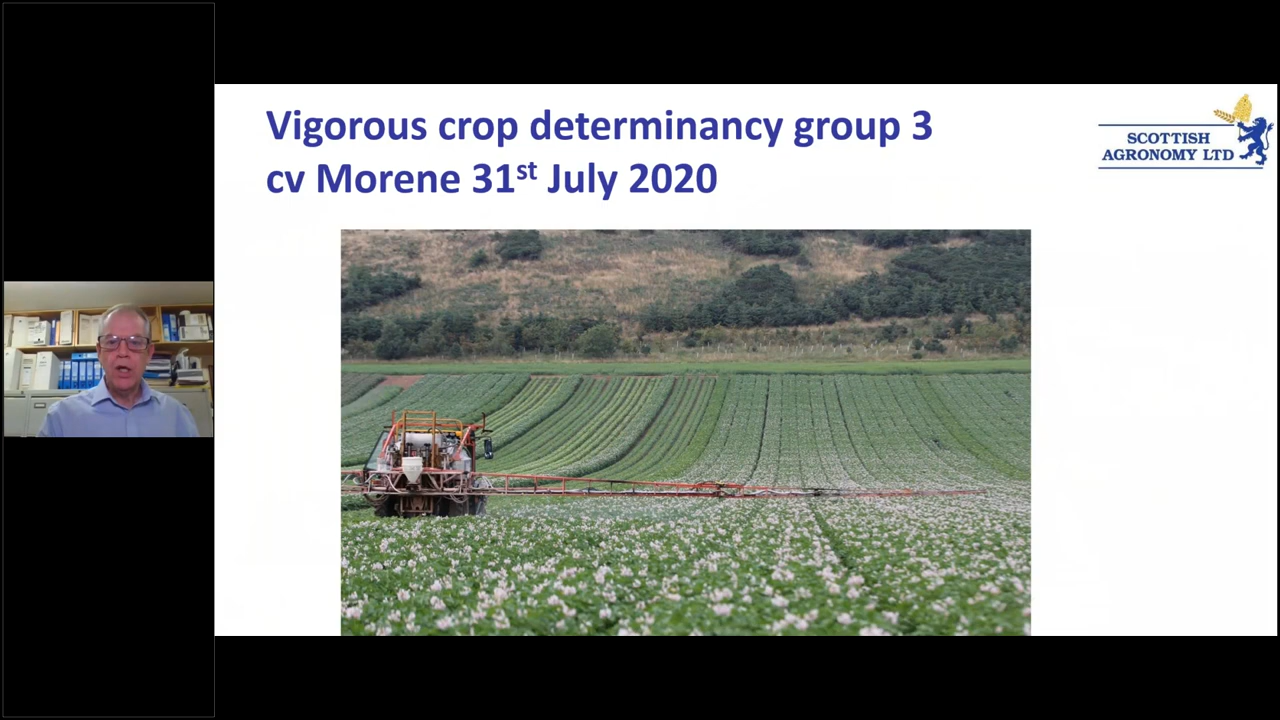 Vigorous crop determinancy group 3
cv Morene 31st July 2020
SCOTTISH
AGRONOMY LTD